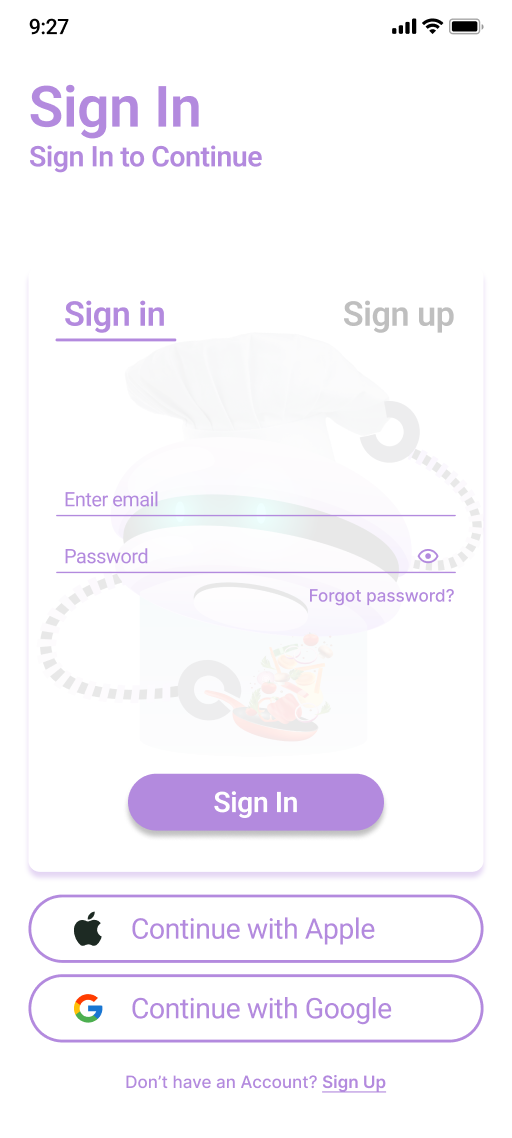 9:27
Sign In
Sign In to Continue
Sign in
Sign up
Enter email
Password
Forgot password?
Sign In
Continue with Apple
Continue with Google
Don't have an Account? Sign Up